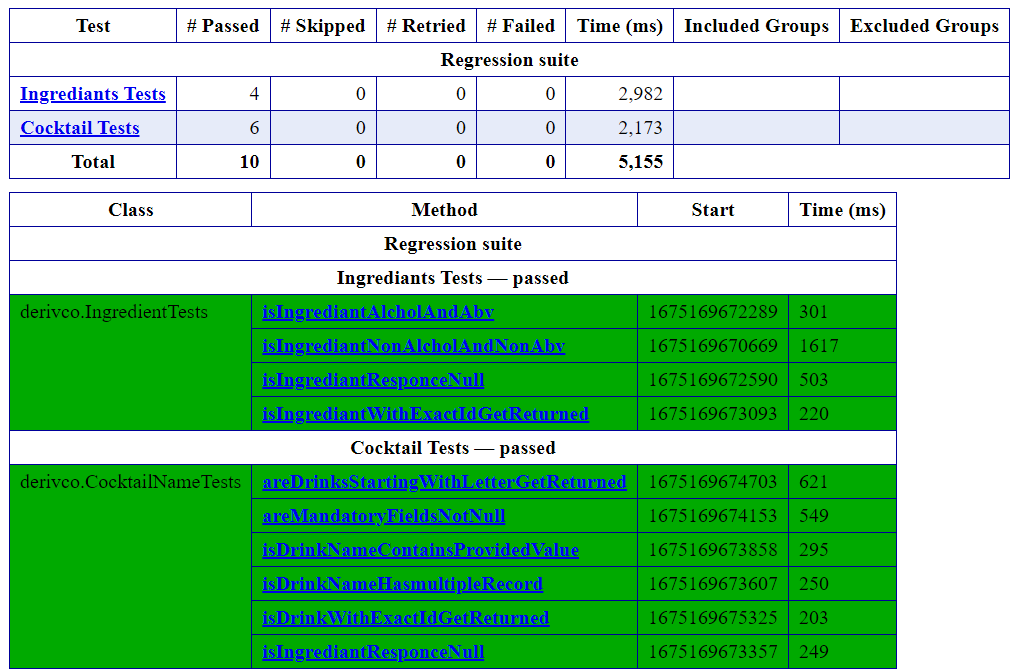 Test # Passed # Skipped # Retried # Failed Time (ms) Included Groups Excluded Groups
Regression suite
Ingrediants Tests 4 0 0 0 2,982
Cocktail Tests 6 0 0 0 2,173
Total 10 0 0 0 5,155
Class Method Start Time (ms)
Regression suite
Ingrediants Tests — passed
derivco.IngredientTests isIngrediantAlcholAndAbv 1675169672289 301
isIngrediantNonAlcholAndNonAbv 1675169670669 1617
isIngrediantResponceNull 1675169672590 503
isIngrediantWithExactIdGetReturned 1675169673093 220
Cocktail Tests — passed
derivco.CocktailNameTests areDrinksStartingWithLetterGetReturned 1675169674703 621
areMandatoryFieldsNotNull 1675169674153 549
isDrinkNameContainsProvidedValue 1675169673858 295
isDrinkNameHasmultipleRecord 1675169673607 250
isDrinkWithExactIdGetReturned 1675169675325 203
isIngrediantResponceNull 1675169673357 249